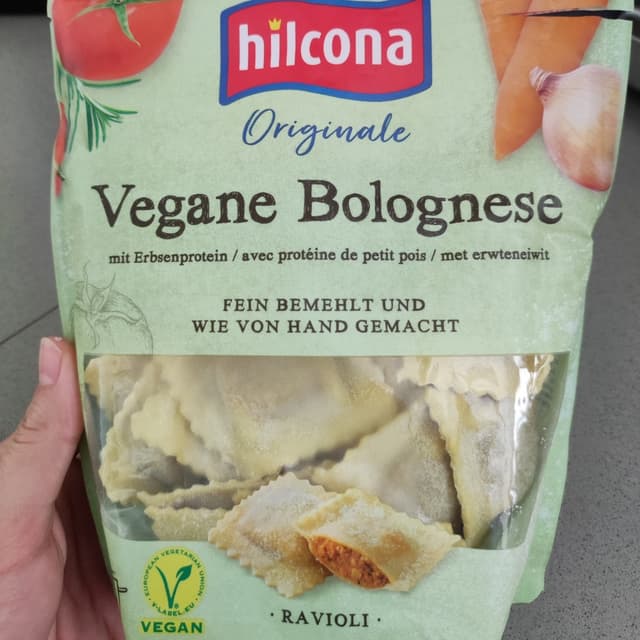 hilcona
Originale
Vegane Bolognese
mit Erbsenprotein / avec protéine de petit pois / met erwteneiwit
FEIN BEMEHLT UND
WIE VON HAND GEMACHT
EUROPEAN VEGETARIAN UNION
V-LABEL.EU
VEGAN
· RAVIOLI ·